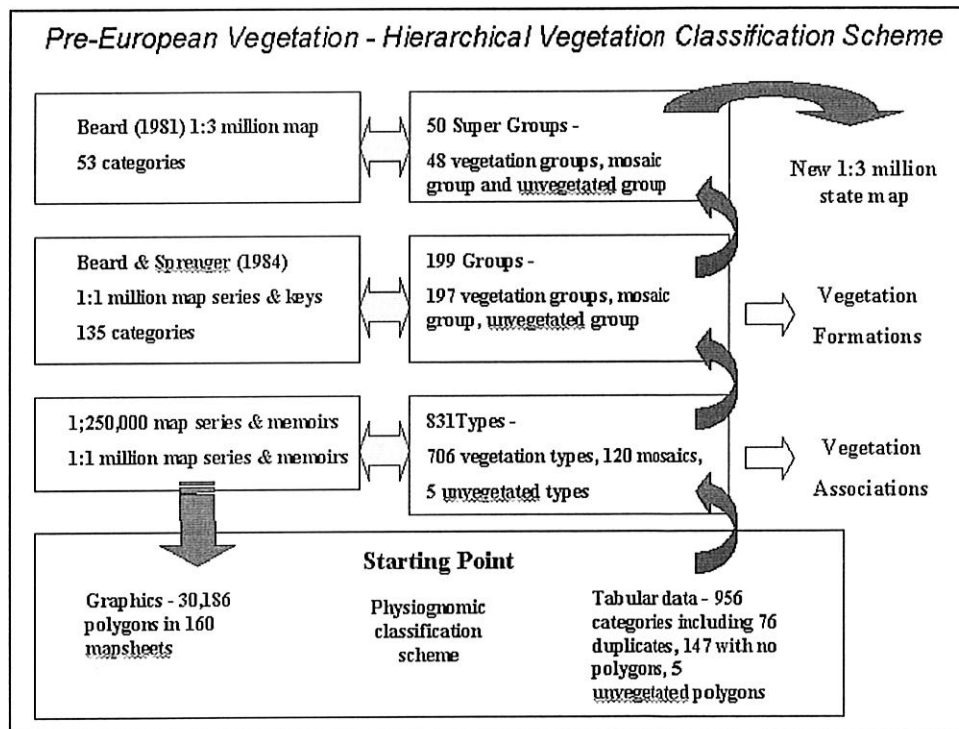 Pre-European Vegetation - Hierarchical Vegetation Classification Scheme
Beard (1981) 1:3 million map
53 categories
50 Super Groups -
48 vegetation groups, mosaic
group and unvegetated group
New 1:3 million
state map
Beard & Sprenger (1984)
1:1 million map series & keys
135 categories
199 Groups -
197 vegetation groups, mosaic
group, unvegetated group
Vegetation
Formations
1;250,000 map series & memoirs
1:1 million map series & memoirs
831Types -
706 vegetation types, 120 mosaics,
5 unvegetated types
Vegetation
Associations
Starting Point
Graphics - 30,186
polygons in 160
mapsheets
Physiognomic
classification
scheme
Tabular data - 956
categories including 76
duplicates, 147 with no
polygons, 5
unvegetated polygons